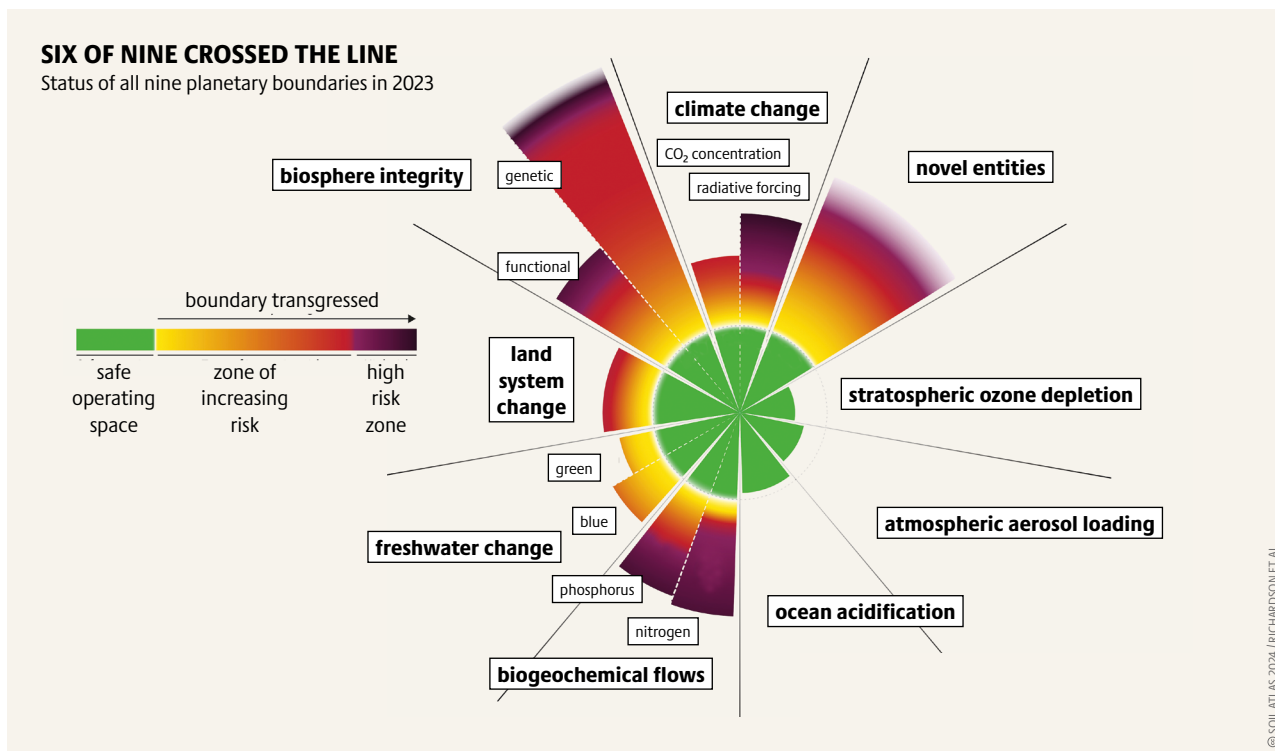 SIX OF NINE CROSSED THE LINE
Status of all nine planetary boundaries in 2023
climate change
CO₂ concentration
radiative forcing
novel entities
biosphere integrity
genetic
functional
boundary transgressed
safe
operating
space
zone of
increasing
risk
high
risk
zone
land
system
change
stratospheric ozone depletion
green
blue
freshwater change
atmospheric aerosol loading
phosphorus
nitrogen
ocean acidification
biogeochemical flows
© SOIL ATLAS 2024 / RICHARDSON ET AL